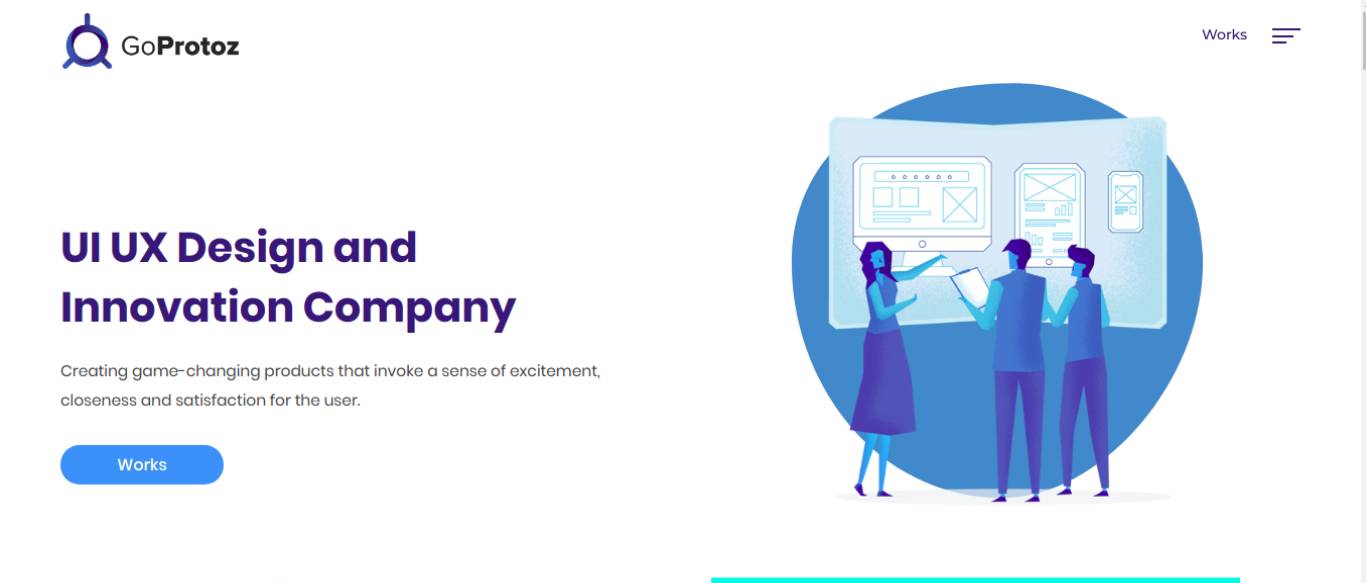 GoProtoz
Works
UI UX Design and
Innovation Company
Creating game-changing products that invoke a sense of excitement,
closeness and satisfaction for the user.
Works